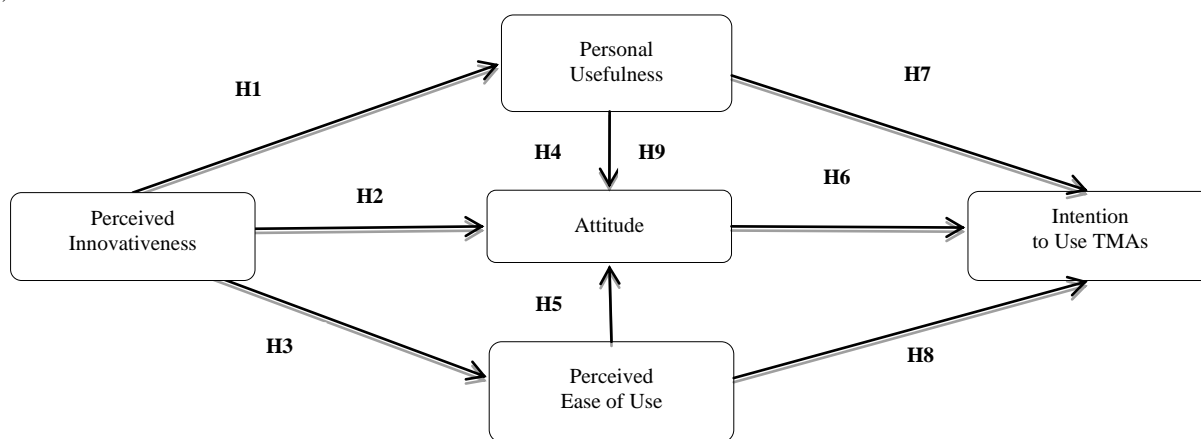 Personal
Usefulness
H7
H1
H4
H9
H6
H2
Perceived
Innovativeness
Attitude
Intention
to Use TMAs
H5
H3
H8
Perceived
Ease of Use